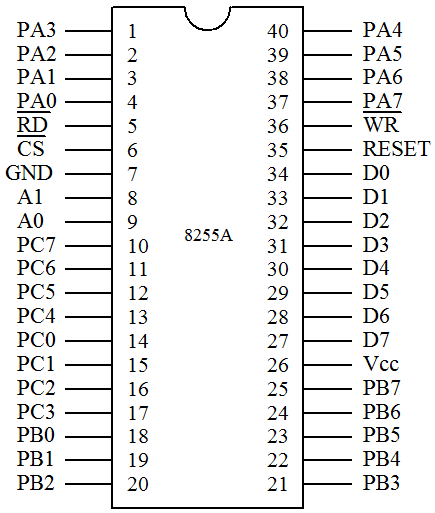 PA3 1 40 PA4
PA2 2 39 PA5
PA1 3 38 PA6
PA0 4 37 PA7
RD 5 36 WR
CS 6 35 RESET
GND 7 34 D0
A1 8 33 D1
A0 9 32 D2
8255A
PC7 10 31 D3
PC6 11 30 D4
PC5 12 29 D5
PC4 13 28 D6
PC0 14 27 D7
PC1 15 26 Vcc
PC2 16 25 PB7
PC3 17 24 PB6
PB0 18 23 PB5
PB1 19 22 PB4
PB2 20 21 PB3